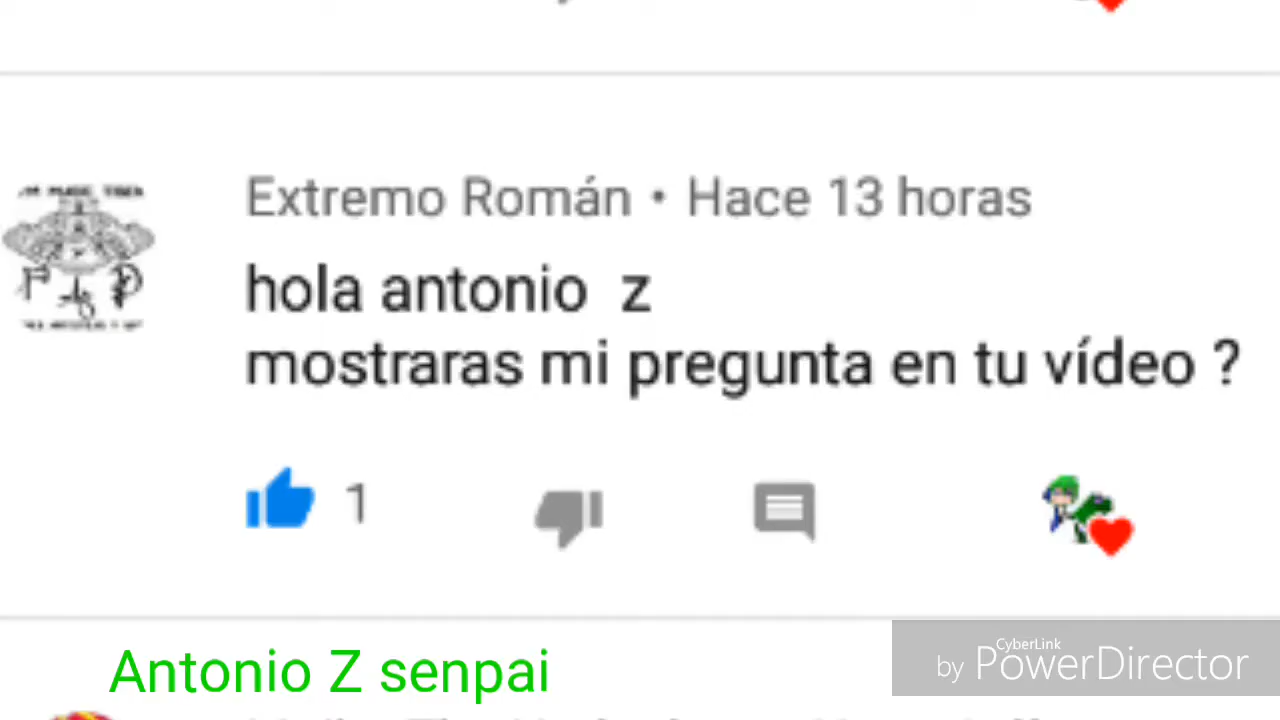 Extremo Román • Hace 13 horas
hola antonio z
mostraras mi pregunta en tu vídeo ?
1
Antonio Z senpai
CyberLink
by PowerDirector